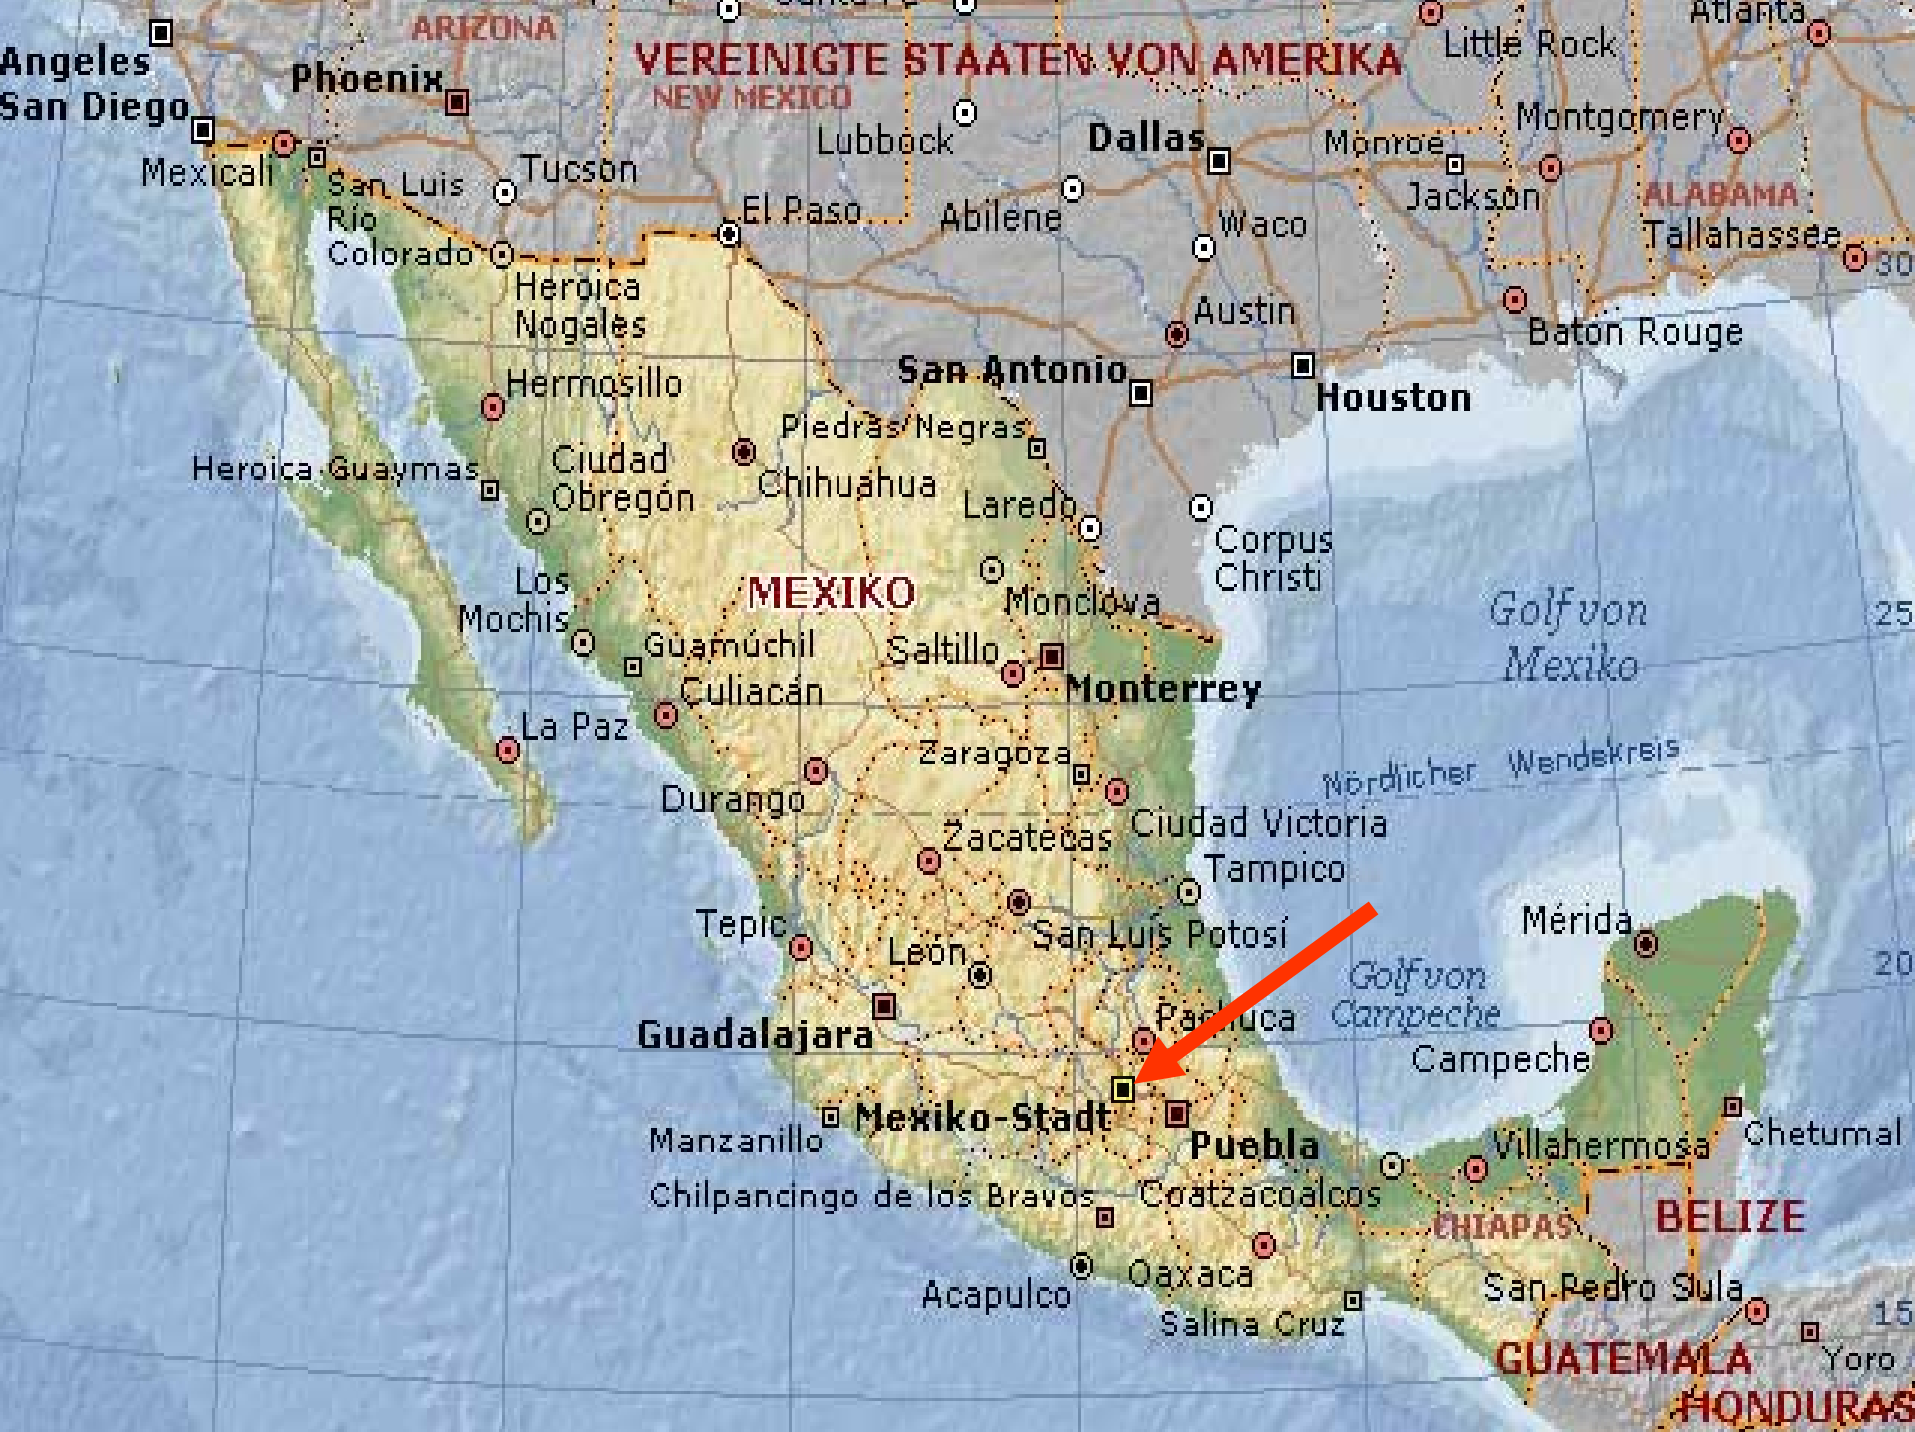 Santa Fe
Atlanta
ARIZONA
Little Rock
Angeles
VEREINIGTE STAATEN VON AMERIKA
Phoenix
NEW MEXICO
San Diego
Lubbock
Dallas
Monroe
Montgomery
Mexicali
San Luis
Río
Colorado
Tucson
El Paso
Abilene
Waco
Jackson
ALABAMA
Tallahassee
30
Heroica
Nogales
Austin
Baton Rouge
San Antonio
Houston
Hermosillo
Piedras Negras
Heroica Guaymas
Ciudad
Obregón
Chihuahua
Laredo
Corpus
Christi
Los
Mochis
MEXIKO
Monclova
Golf von
Mexiko
25
Guamúchil
Saltillo
Culiacán
Monterrey
La Paz
Zaragoza
Nördlicher Wendekreis
Durango
Zacatecas
Ciudad Victoria
Tampico
Tepic
León
San Luis Potosí
Mérida
Golf von
Campeche
20
Pachuca
Guadalajara
Campeche
Manzanillo
Mexiko-Stadt
Puebla
Villahermosa
Chetumal
Chilpancingo de los Bravos
Coatzacoalcos
CHIAPAS
BELIZE
Acapulco
Oaxaca
San Pedro Sula
Salina Cruz
15
GUATEMALA
Yoro
HONDURAS